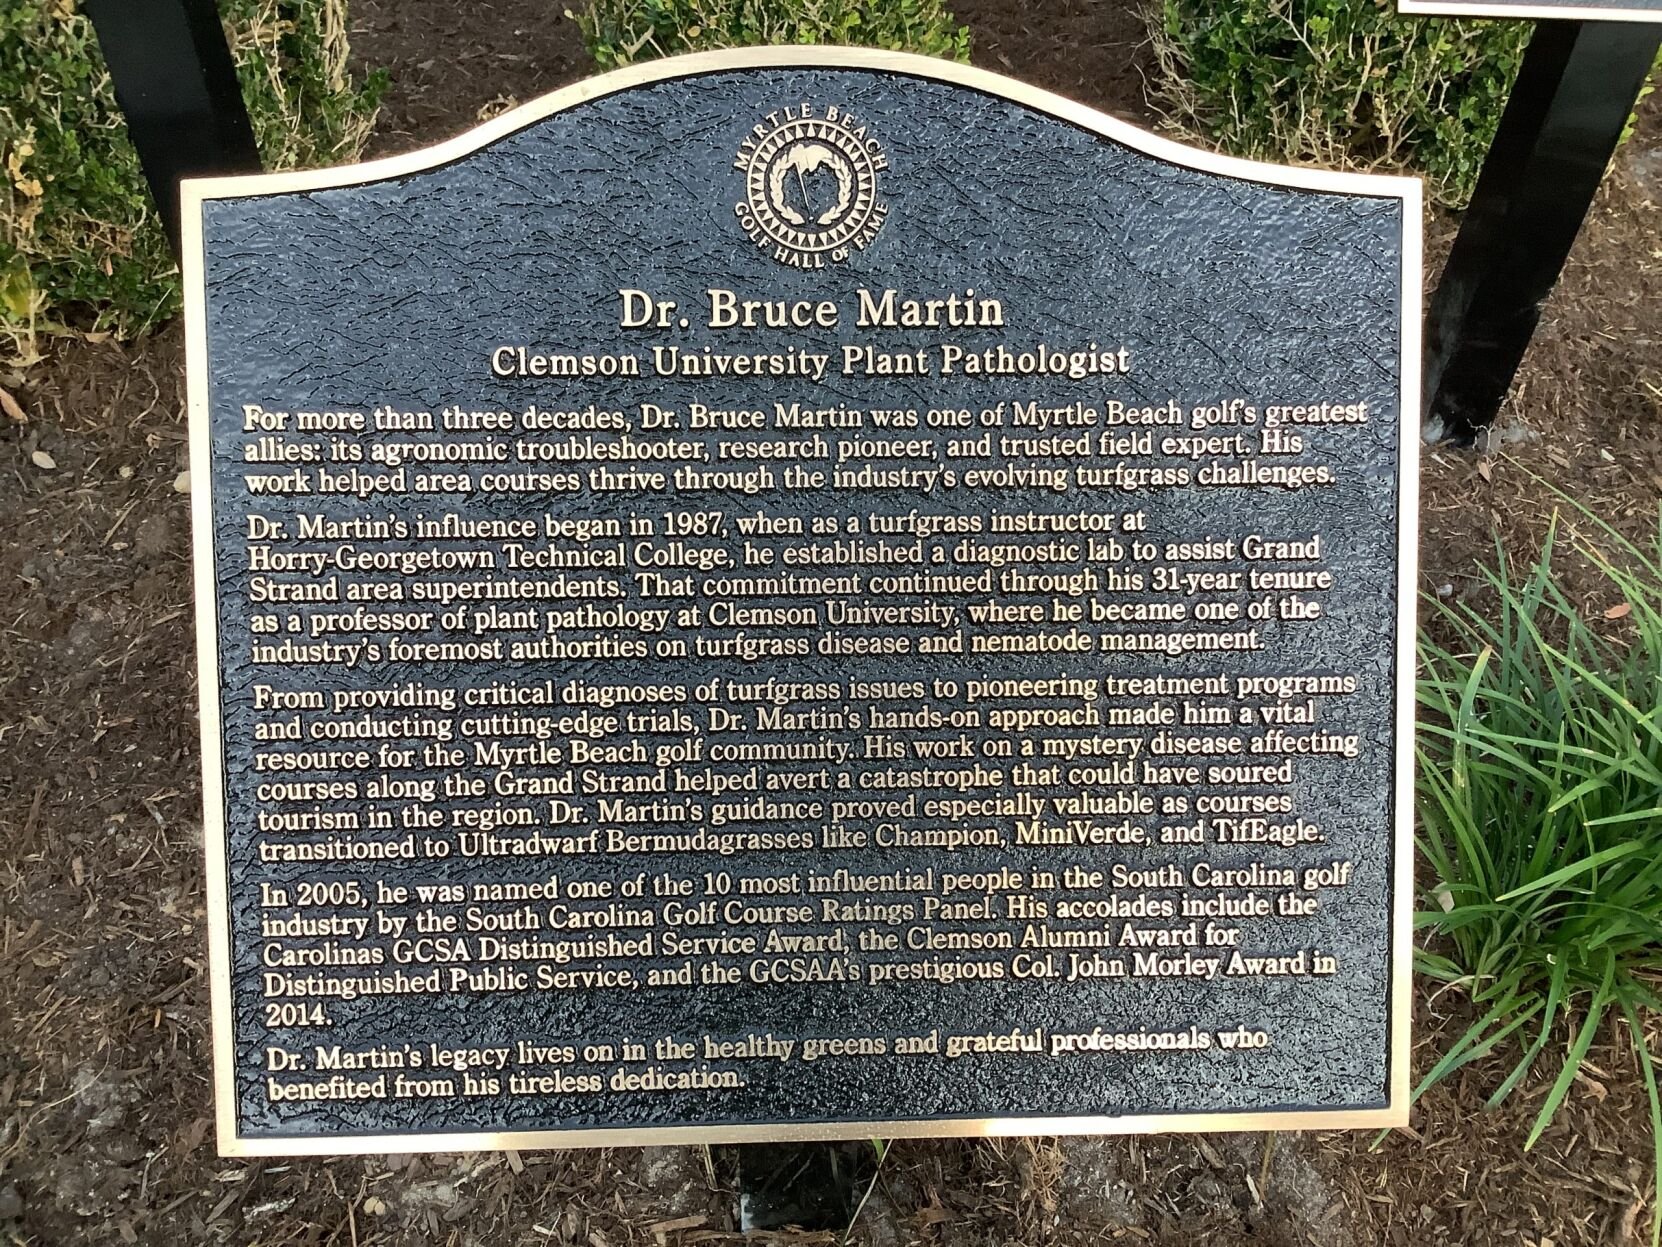 MYRTLE BEACH
GOLF HALL OF FAME
Dr. Bruce Martin
Clemson University Plant Pathologist
For more than three decades, Dr. Bruce Martin was one of Myrtle Beach golf's greatest
allies: its agronomic troubleshooter, research pioneer, and trusted field expert. His
work helped area courses thrive through the industry's evolving turfgrass challenges.
Dr. Martin's influence began in 1987, when as a turfgrass instructor at
Horry-Georgetown Technical College, he established a diagnostic lab to assist Grand
Strand area superintendents. That commitment continued through his 31-year tenure
as a professor of plant pathology at Clemson University, where he became one of the
industry's foremost authorities on turfgrass disease and nematode management.
From providing critical diagnoses of turfgrass issues to pioneering treatment programs
and conducting cutting-edge trials, Dr. Martin's hands-on approach made him a vital
resource for the Myrtle Beach golf community. His work on a mystery disease affecting
courses along the Grand Strand helped avert a catastrophe that could have soured
tourism in the region. Dr. Martin's guidance proved especially valuable as courses
transitioned to Ultradwarf Bermudagrasses like Champion, MiniVerde, and TifEagle.
In 2005, he was named one of the 10 most influential people in the South Carolina golf
industry by the South Carolina Golf Course Ratings Panel. His accolades include the
Carolinas GCSA Distinguished Service Award, the Clemson Alumni Award for
Distinguished Public Service, and the GCSAA's prestigious Col. John Morley Award in
2014.
Dr. Martin's legacy lives on in the healthy greens and grateful professionals who
benefited from his tireless dedication.